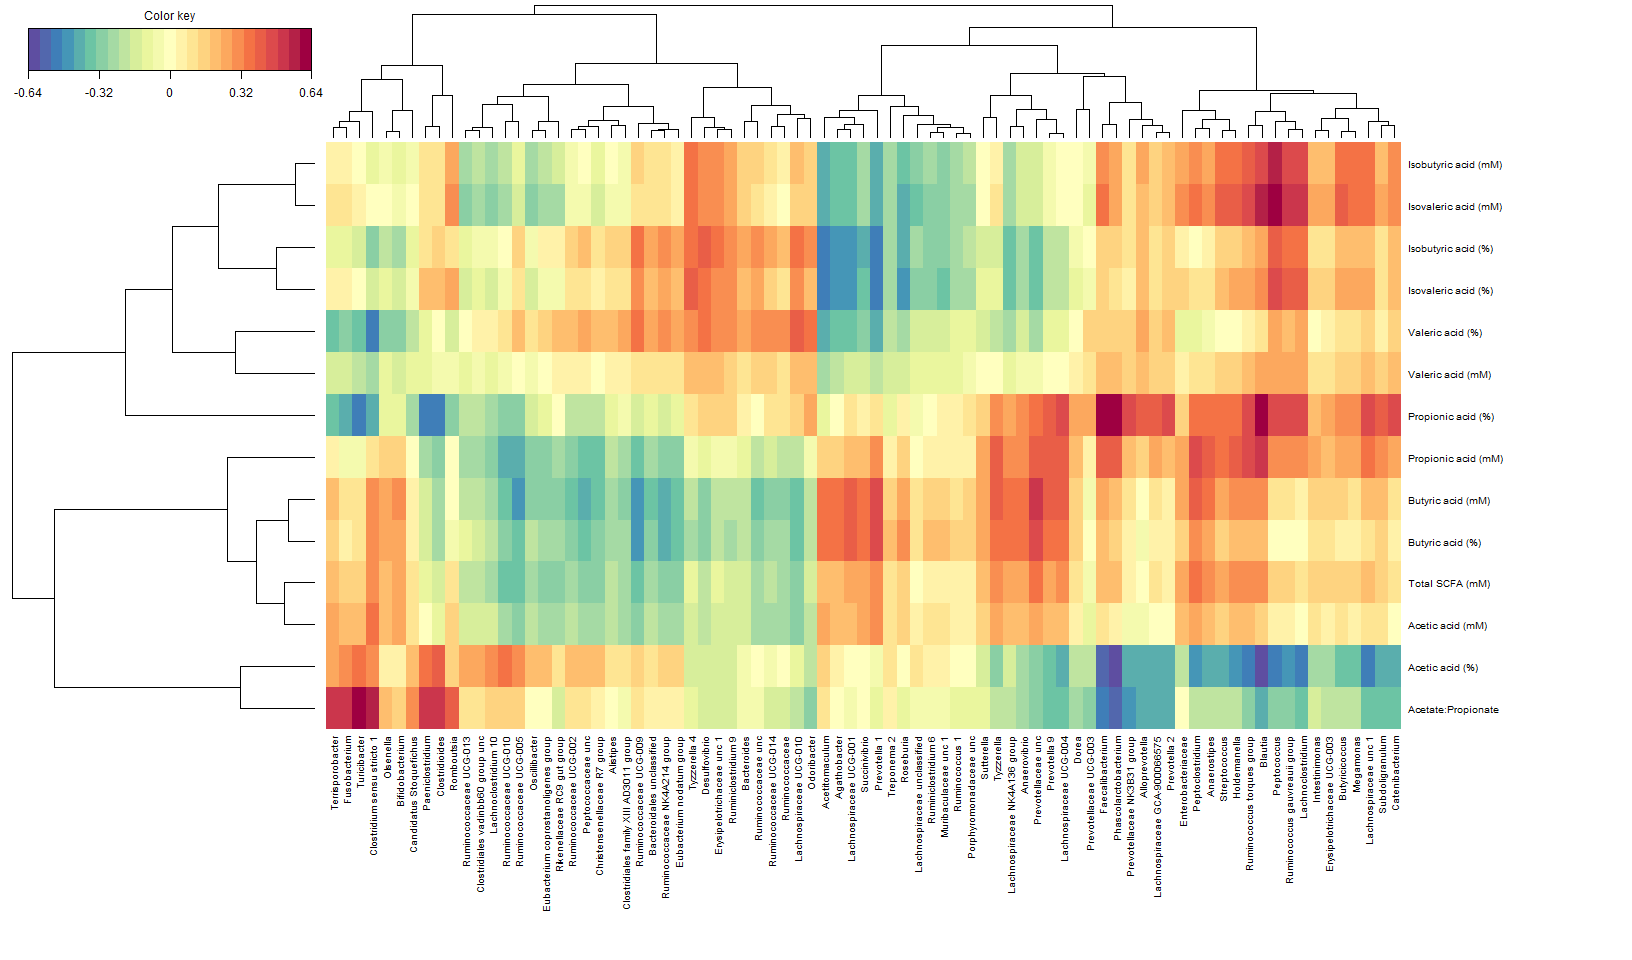 Color key
-0.64
-0.32
0
0.32
0.64
Isobutyric acid (mM)
Isovaleric acid (mM)
Isobutyric acid (%)
Isovaleric acid (%)
Valeric acid (%)
Valeric acid (mM)
Propionic acid (%)
Propionic acid (mM)
Butyric acid (mM)
Butyric acid (%)
Total SCFA (mM)
Acetic acid (mM)
Acetic acid (%)
Acetate:Propionate
Terrisporobacter
Fusobacterium
Turicibacter
Clostridium sensu stricto 1
Olsenella
Bifidobacterium
Candidatus Stoquefichus
Paeniclostridium
Clostridioides
Romboutsia
Ruminococcaceae UCG-013
Clostridiales vadinbb60 group unc
Lachnoclostridium 10
Ruminococcaceae UCG-010
Ruminococcaceae UCG-005
Oscillibacter
Eubacterium coprostanoligenes group
Rikenellaceae RC9 gut group
Ruminococcaceae UCG-002
Peptococcaceae unc
Christensenellaceae R7 group
Alistipes
Clostridiales family XIII AD3011 group
Ruminococcaceae UCG-009
Bacteroidales unclassified
Ruminococcaceae NK4A214 group
Eubacterium nodatum group
Tyzzerella 4
Desulfovibrio
Erysipelotrichaceae unc 1
Ruminiclostridium 9
Bacteroides
Ruminococcaceae unc
Ruminococcaceae UCG-014
Ruminococcaceae
Lachnospiraceae UCG-010
Odoribacter
Acetitomaculum
Agathobacter
Lachnospiraceae UCG-001
Succinivibrio
Prevotella 1
Treponema 2
Roseburia
Lachnospiraceae unclassified
Ruminiclostridium 6
Muribaculaceae unc 1
Ruminococcus 1
Porphyromonadaceae unc
Sutterella
Tyzzerella
Lachnospiraceae NK4A136 group
Anaerovibrio
Prevotellaceae unc
Prevotella 9
Lachnospiraceae UCG-004
Dorea
Prevotellaceae UCG-003
Faecalibacterium
Phascolarctobacterium
Prevotellaceae NK3B31 group
Alloprevotella
Lachnospiraceae GCA-900066575
Prevotella 2
Enterobacteriaceae
Peptoclostridium
Anaerostipes
Streptococcus
Holdemanella
Ruminococcus torques group
Blautia
Peptococcus
Ruminococcus gauvreauii group
Lachnoclostridium
Intestinimonas
Erysipelotrichaceae UCG-003
Butyricicoccus
Megamonas
Lachnospiraceae unc 1
Subdoligranulum
Catenibacterium